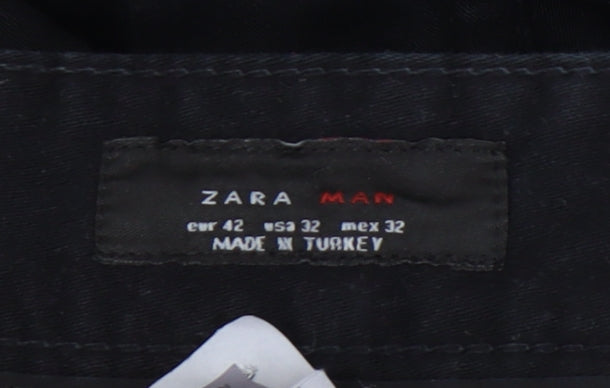 ZARA MAN
eur 42 usa 32 mex 32
MADE IN TURKEY